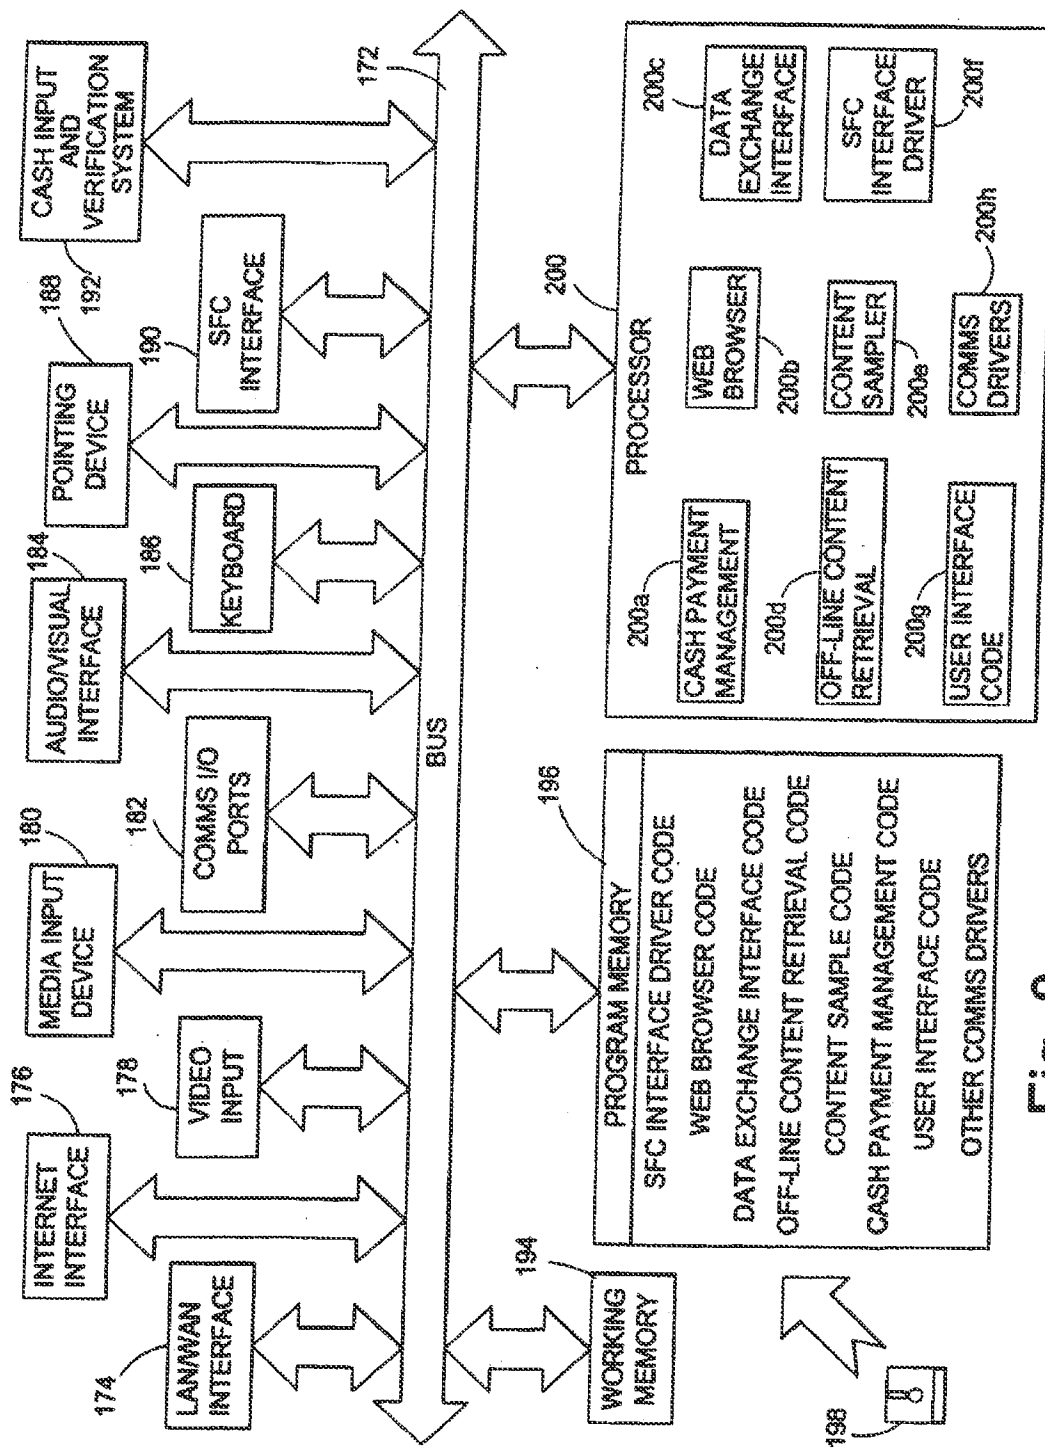 INTERNET
INTERFACE
176
MEDIA INPUT
DEVICE
180
AUDIO/VISUAL
INTERFACE
184
POINTING
DEVICE
188
CASH INPUT
AND
VERIFICATION
SYSTEM
192
174
LAN/WAN
INTERFACE
178
VIDEO
INPUT
182
COMMS I/O
PORTS
186
KEYBOARD
190
SFC
INTERFACE
172
BUS
194
WORKING
MEMORY
196
PROGRAM MEMORY
SFC INTERFACE DRIVER CODE
WEB BROWSER CODE
DATA EXCHANGE INTERFACE CODE
OFF-LINE CONTENT RETRIEVAL CODE
CONTENT SAMPLE CODE
CASH PAYMENT MANAGEMENT CODE
USER INTERFACE CODE
OTHER COMMS DRIVERS
198
200
PROCESSOR
200a
CASH PAYMENT
MANAGEMENT
WEB
BROWSER
200b
200c
DATA
EXCHANGE
INTERFACE
200d
OFF-LINE CONTENT
RETRIEVAL
CONTENT
SAMPLER
200e
SFC
INTERFACE
DRIVER
200f
200g
USER INTERFACE
CODE
COMMS
DRIVERS
200h